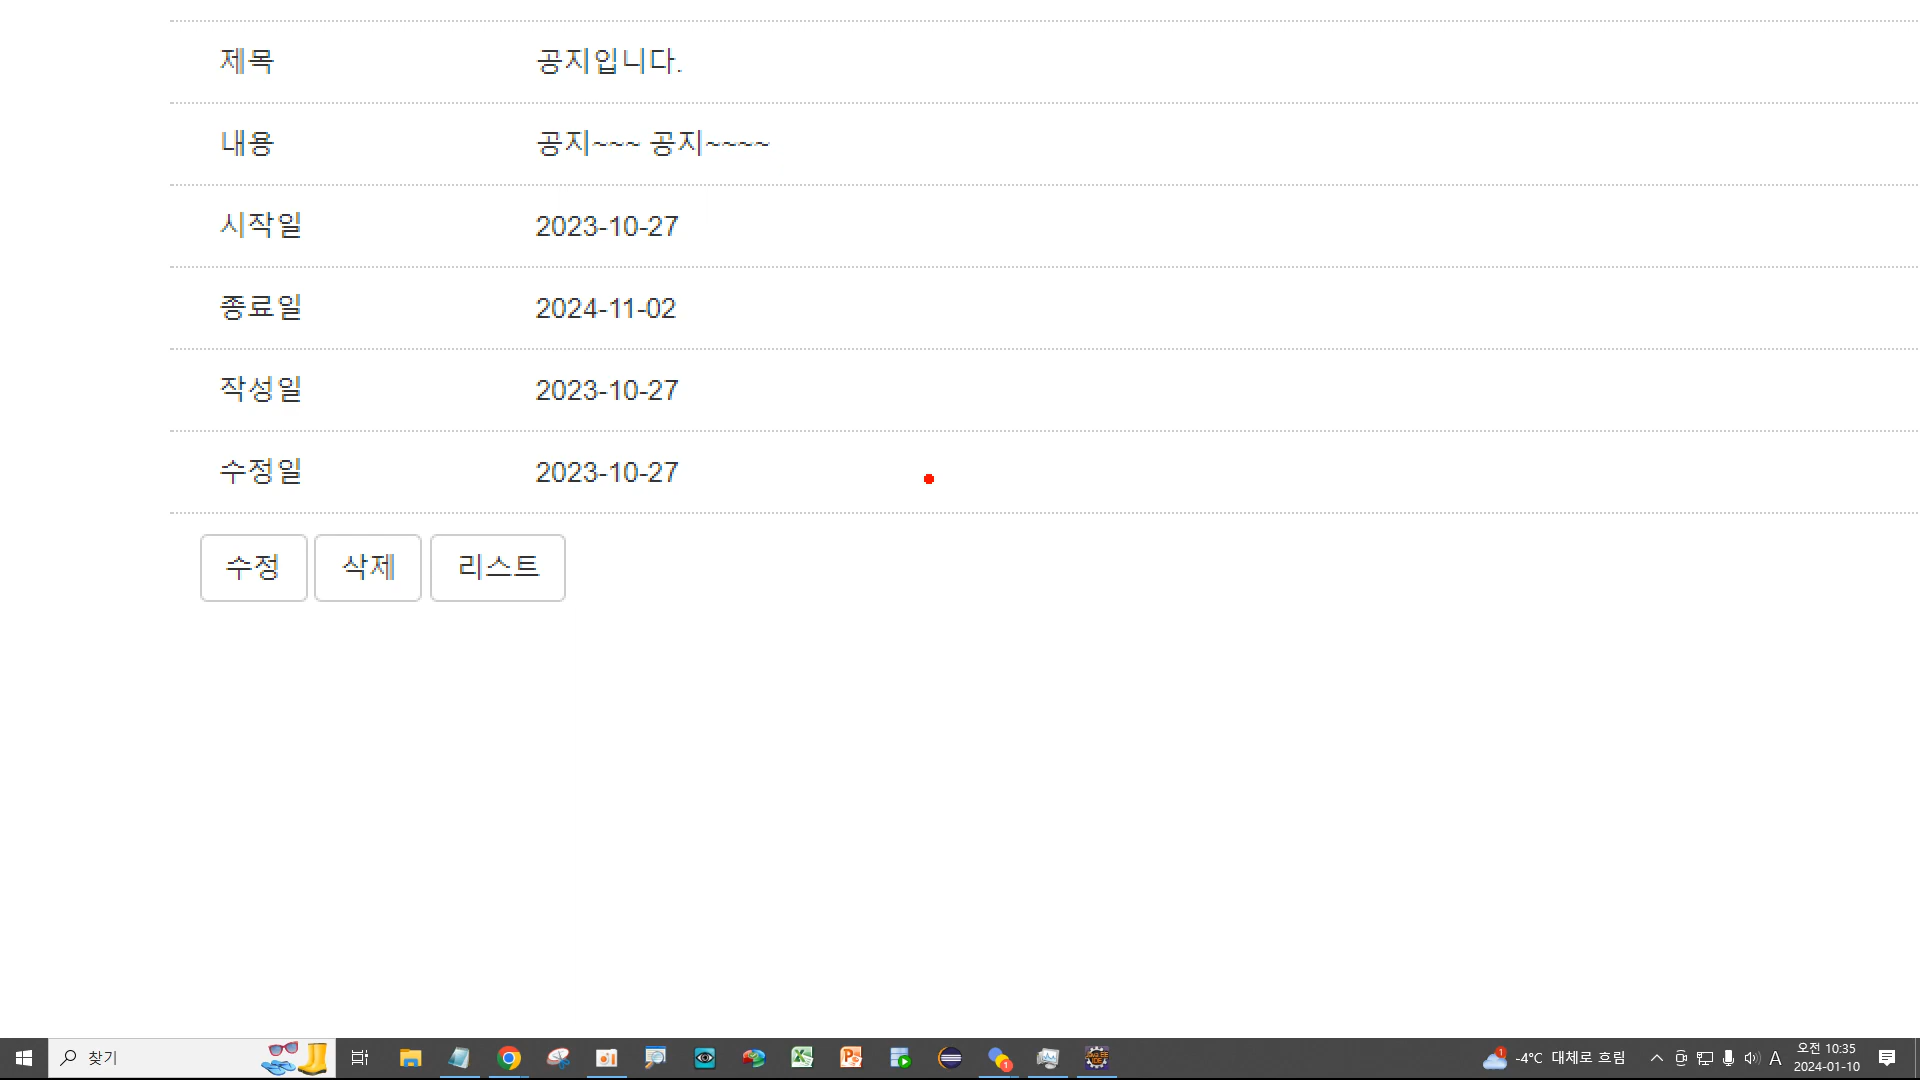 제목 공지입니다.
내용 공지~~~ 공지~~~~
시작일 2023-10-27
종료일 2024-11-02
작성일 2023-10-27
수정일 2023-10-27
수정 삭제 리스트
찾기
-4°C 대체로 흐림
A
오전 10:35
2024-01-10